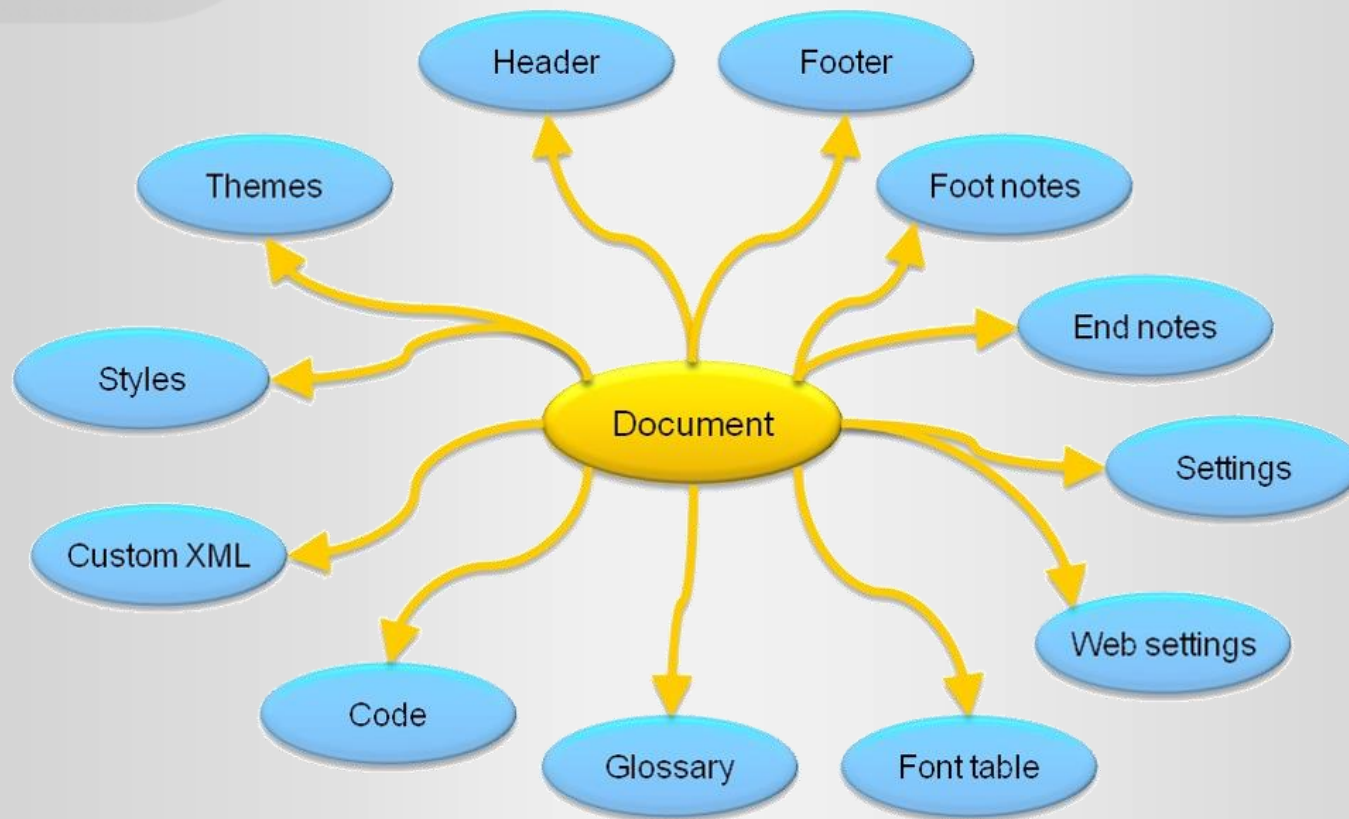 Header
Footer
Themes
Foot notes
End notes
Styles
Document
Settings
Custom XML
Web settings
Code
Glossary
Font table